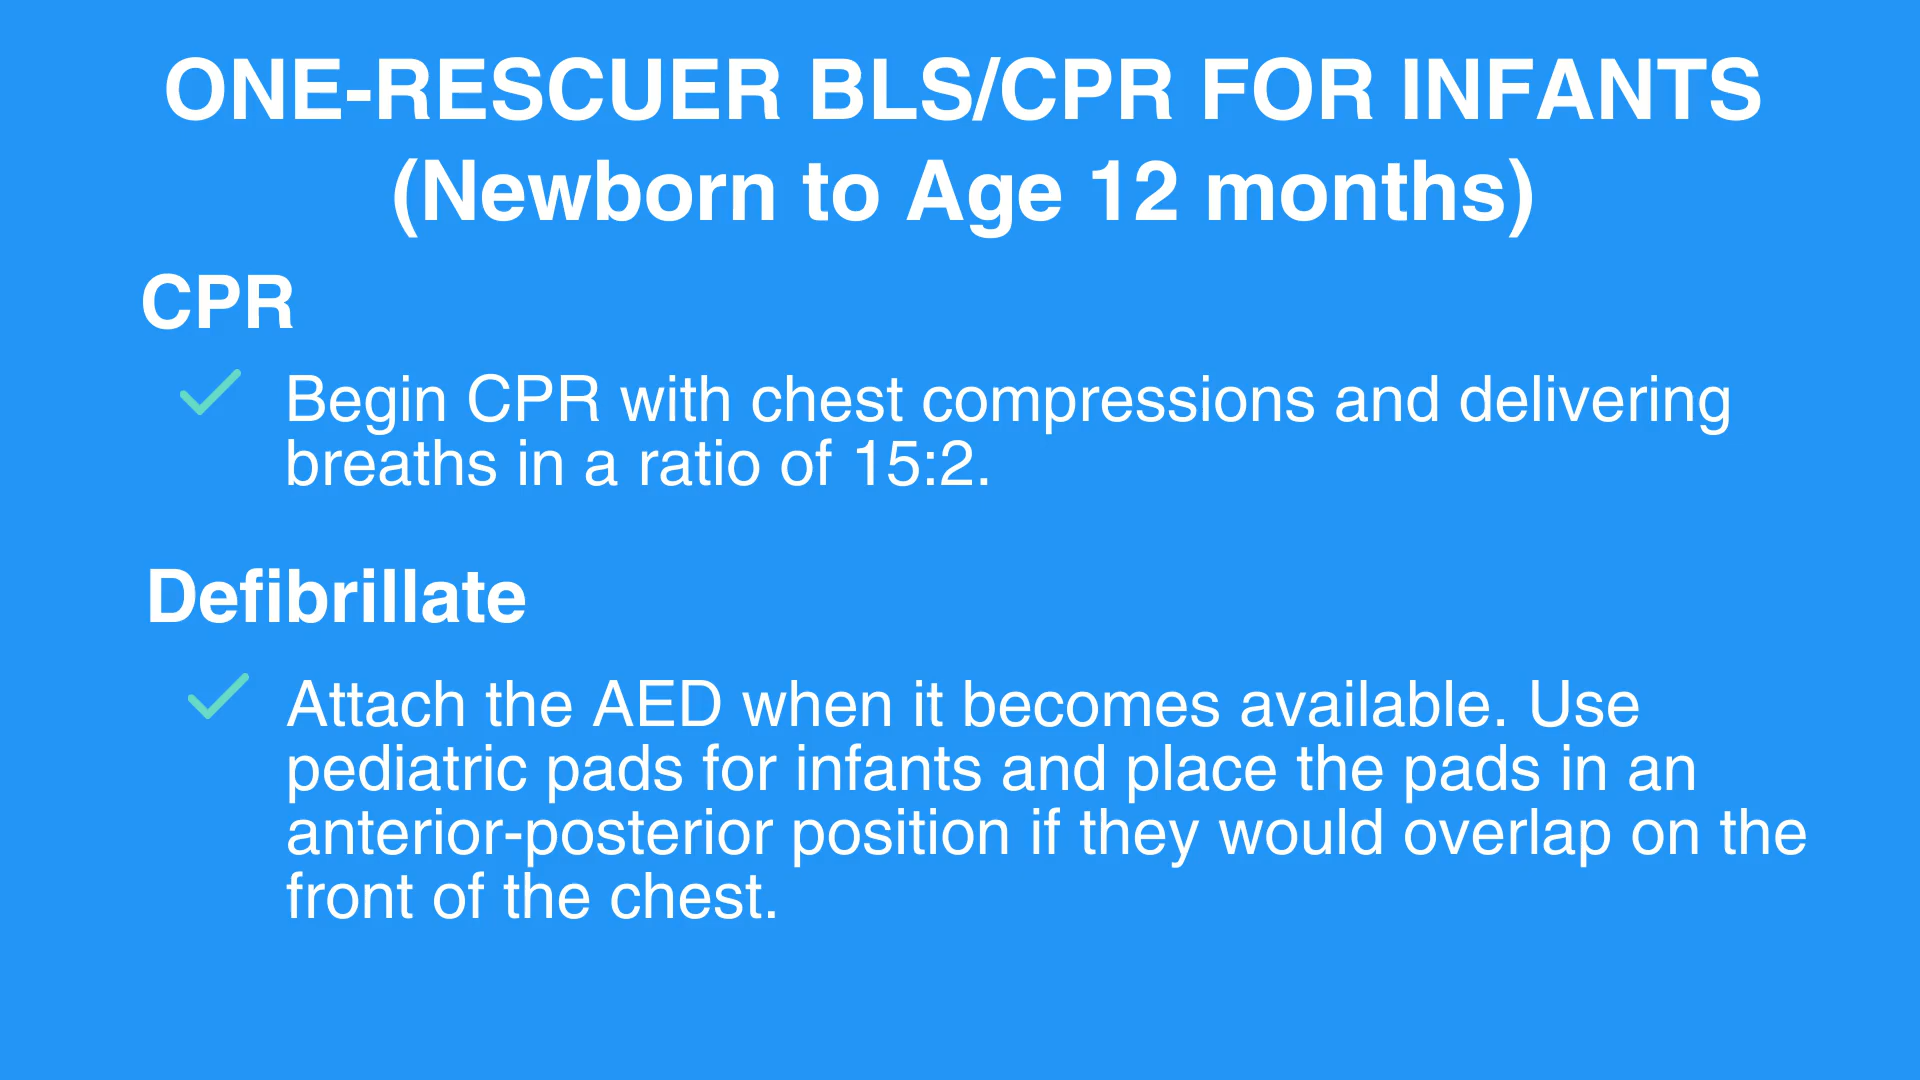 ONE-RESCUER BLS/CPR FOR INFANTS
(Newborn to Age 12 months)
CPR
Begin CPR with chest compressions and delivering
breaths in a ratio of 15:2.
Defibrillate
Attach the AED when it becomes available. Use
pediatric pads for infants and place the pads in an
anterior-posterior position if they would overlap on the
front of the chest.